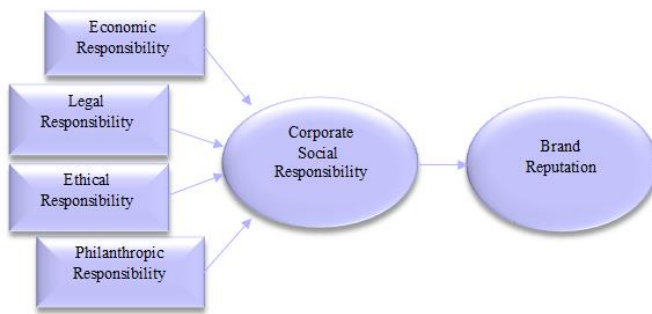 Economic
Responsibility
Legal
Responsibility
Ethical
Responsibility
Philanthropic
Responsibility
Corporate
Social
Responsibility
Brand
Reputation